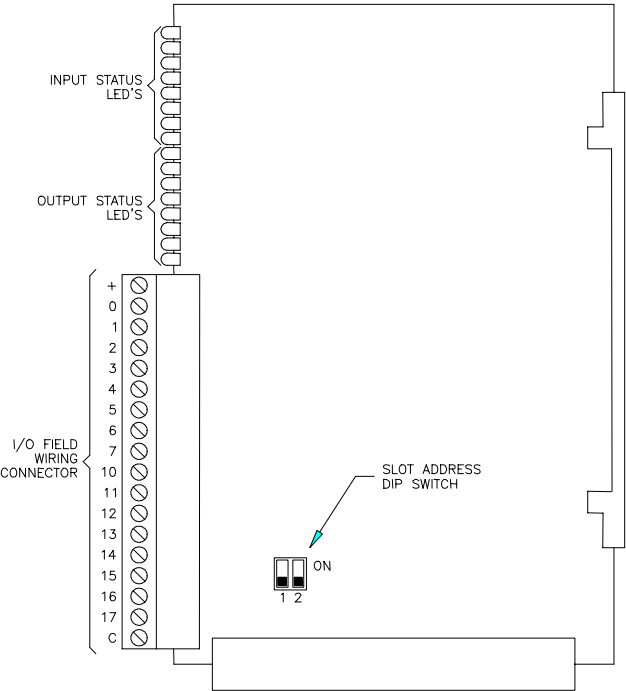 INPUT STATUS
LED'S
OUTPUT STATUS
LED'S
+
0
1
2
3
4
5
6
7
10
11
12
13
14
15
16
17
C
I/O FIELD
WIRING
CONNECTOR
SLOT ADDRESS
DIP SWITCH
ON
1 2